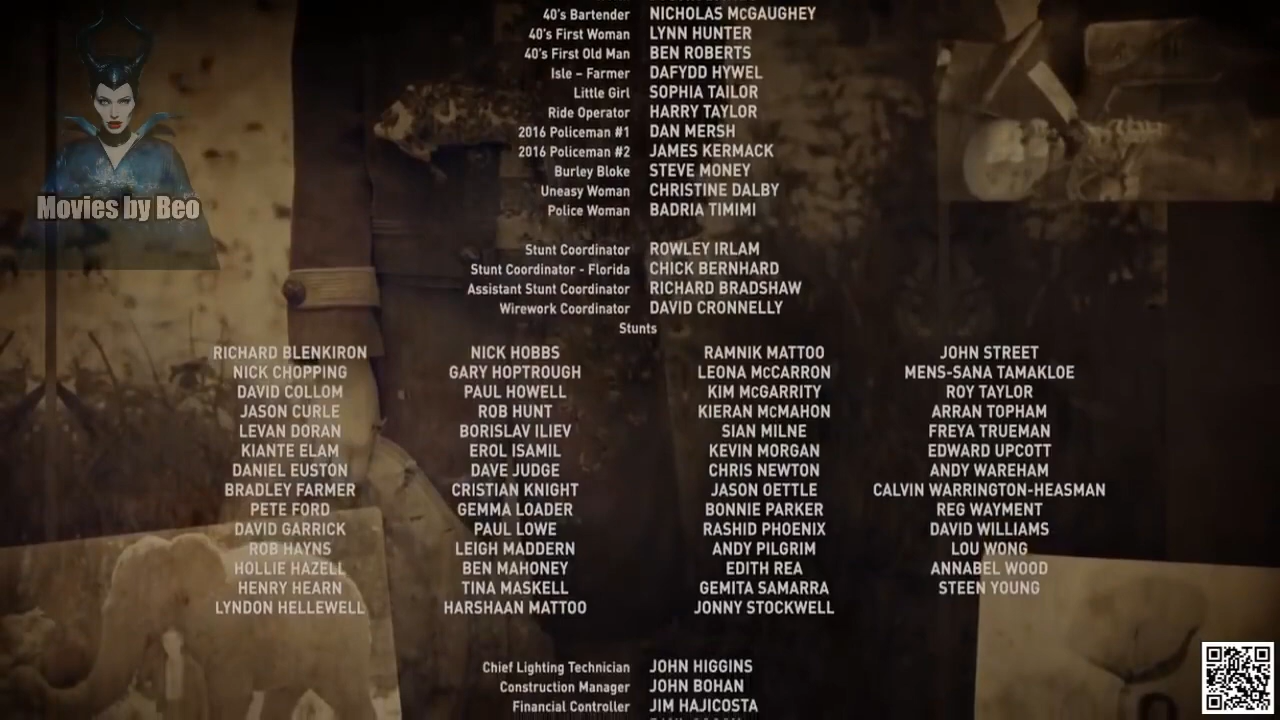 40's Bartender NICHOLAS McGAUGHEY
40's First Woman LYNN HUNTER
40's First Old Man BEN ROBERTS
Isle – Farmer DAFYDD HYWEL
Little Girl SOPHIA TAILOR
Ride Operator HARRY TAYLOR
2016 Policeman #1 DAN MERSH
2016 Policeman #2 JAMES KERMACK
Burley Bloke STEVE MONEY
Uneasy Woman CHRISTINE DALBY
Police Woman BADRIA TIMIMI
Movies by Beo
Stunt Coordinator ROWLEY IRLAM
Stunt Coordinator - Florida CHICK BERNHARD
Assistant Stunt Coordinator RICHARD BRADSHAW
Wirework Coordinator DAVID CRONNELLY
Stunts
RICHARD BLENKIRON NICK HOBBS RAMNIK MATTOO JOHN STREET
NICK CHOPPING GARY HOPTROUGH LEONA McCARRON MENS-SANA TAMAKLOE
DAVID COLLOM PAUL HOWELL KIM McGARRITY ROY TAYLOR
JASON CURLE ROB HUNT KIERAN McMAHON ARRAN TOPHAM
LEVAN DORAN BORISLAV ILIEV SIAN MILNE FREYA TRUEMAN
KIANTE ELAM EROL ISAMIL KEVIN MORGAN EDWARD UPCOTT
DANIEL EUSTON DAVE JUDGE CHRIS NEWTON ANDY WAREHAM
BRADLEY FARMER CRISTIAN KNIGHT JASON OETTLE CALVIN WARRINGTON-HEASMAN
PETE FORD GEMMA LOADER BONNIE PARKER REG WAYMENT
DAVID GARRICK PAUL LOWE RASHID PHOENIX DAVID WILLIAMS
ROB HAYNS LEIGH MADDERN ANDY PILGRIM LOU WONG
HOLLIE HAZELL BEN MAHONEY EDITH REA ANNABEL WOOD
HENRY HEARN TINA MASKELL GEMITA SAMARRA STEEN YOUNG
LYNDON HELLEWELL HARSHAAN MATTOO JONNY STOCKWELL
Chief Lighting Technician JOHN HIGGINS
Construction Manager JOHN BOHAN
Financial Controller JIM HAJICOSTA